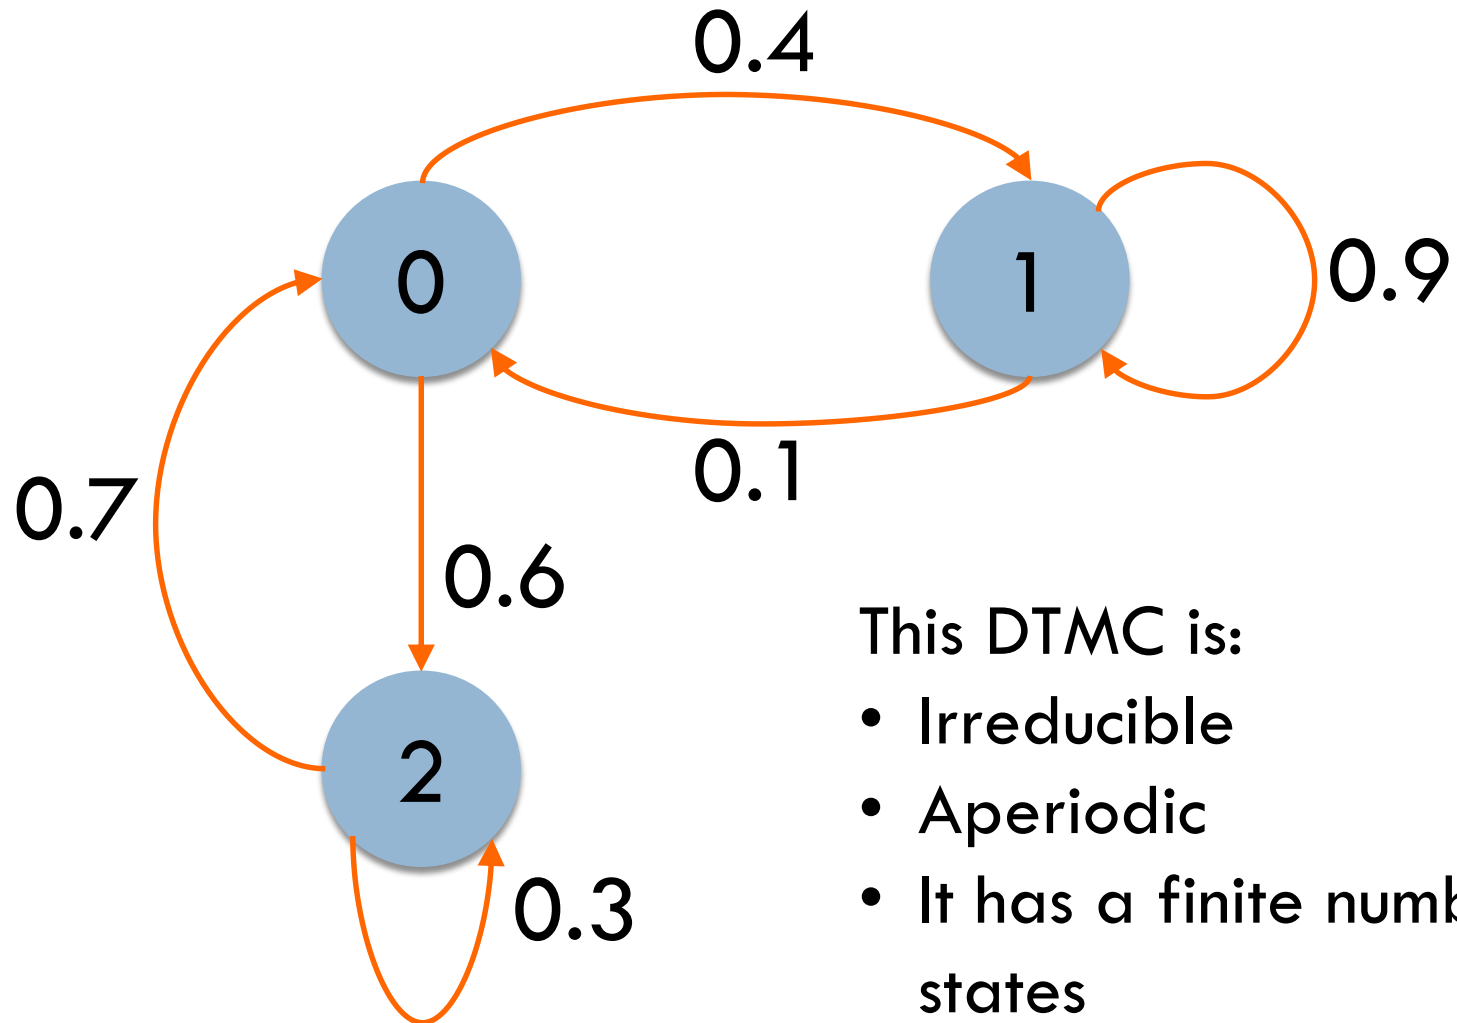 0.4
0
1
0.9
0.1
0.7
0.6
This DTMC is:
• Irreducible
2
• Aperiodic
0.3
• It has a finite
states